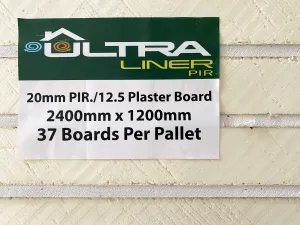 ULTRA
LINER
PIR
20mm PIR./12.5 Plaster Board
2400mm x 1200mm
37 Boards Per Pallet